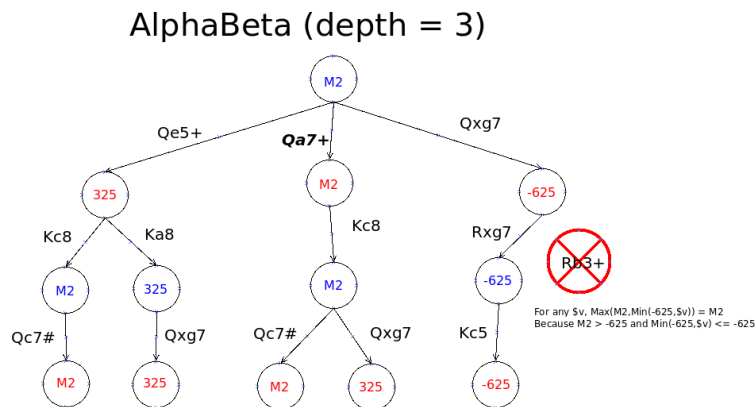 AlphaBeta (depth = 3)
M2
Qe5+
Qa7+
Qxg7
325
M2
-625
Kc8
Ka8
Kc8
Rxg7
Rb3+
M2
325
M2
-625
For any $v, Max(M2,Min(-625,$v)) = M2
Because M2 > -625 and Min(-625,$v) <= -625
Qc7#
Qxg7
Qc7#
Qxg7
Kc5
M2
325
M2
325
-625